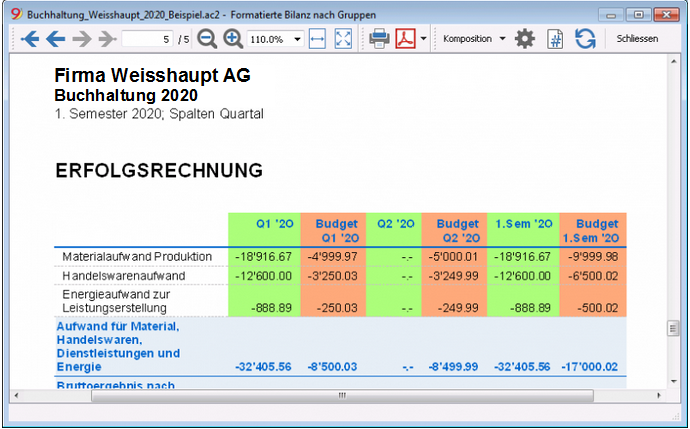 Buchhaltung_Weisshaupt_2020_Beispiel.ac2 - Formatierte Bilanz nach Gruppen
5 / 5 110.0% Komposition Schliessen
Firma Weisshaupt AG
Buchhaltung 2020
1. Semester 2020; Spalten Quartal
ERFOLGSRECHNUNG
Q1 '20 Budget Q2 '20 Budget 1.Sem '20 Budget
Q1 '20 Q2 '20 1.Sem '20
Materialaufwand Produktion -18'916.67 -4'999.97 -.- -5'000.01 -18'916.67 -9'999.98
Handelswarenaufwand -12'600.00 -3'250.03 -.- -3'249.99 -12'600.00 -6'500.02
Energieaufwand zur
Leistungserstellung -888.89 -250.03 -.- -249.99 -888.89 -500.02
Aufwand für Material,
Handelswaren,
Dienstleistungen und
Energie -32'405.56 -8'500.03 -.- -8'499.99 -32'405.56 -17'000.02
Bruttoergebnis nach